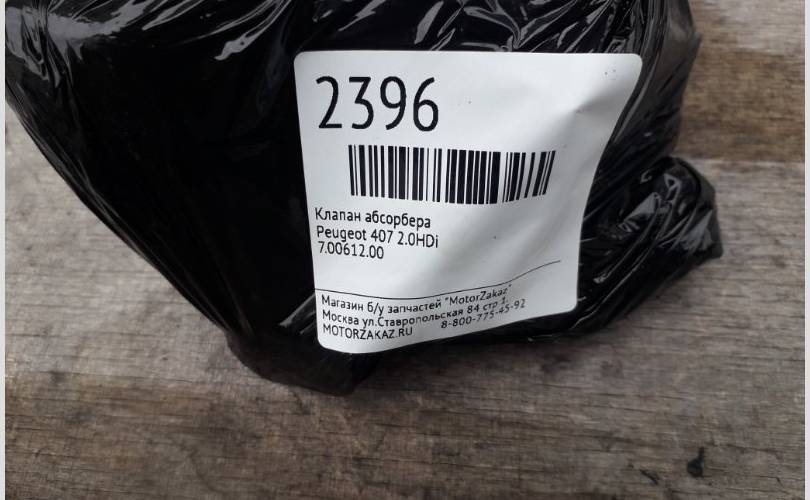 2396
Клапан абсорбера
Peugeot 407 2.0HDi
7.00612.00
Магазин б/у запчастей "MotorZakaz"
Москва ул.Ставропольская 84 стр 1,
MOTORZAKAZ.RU 8-800-775-45-92